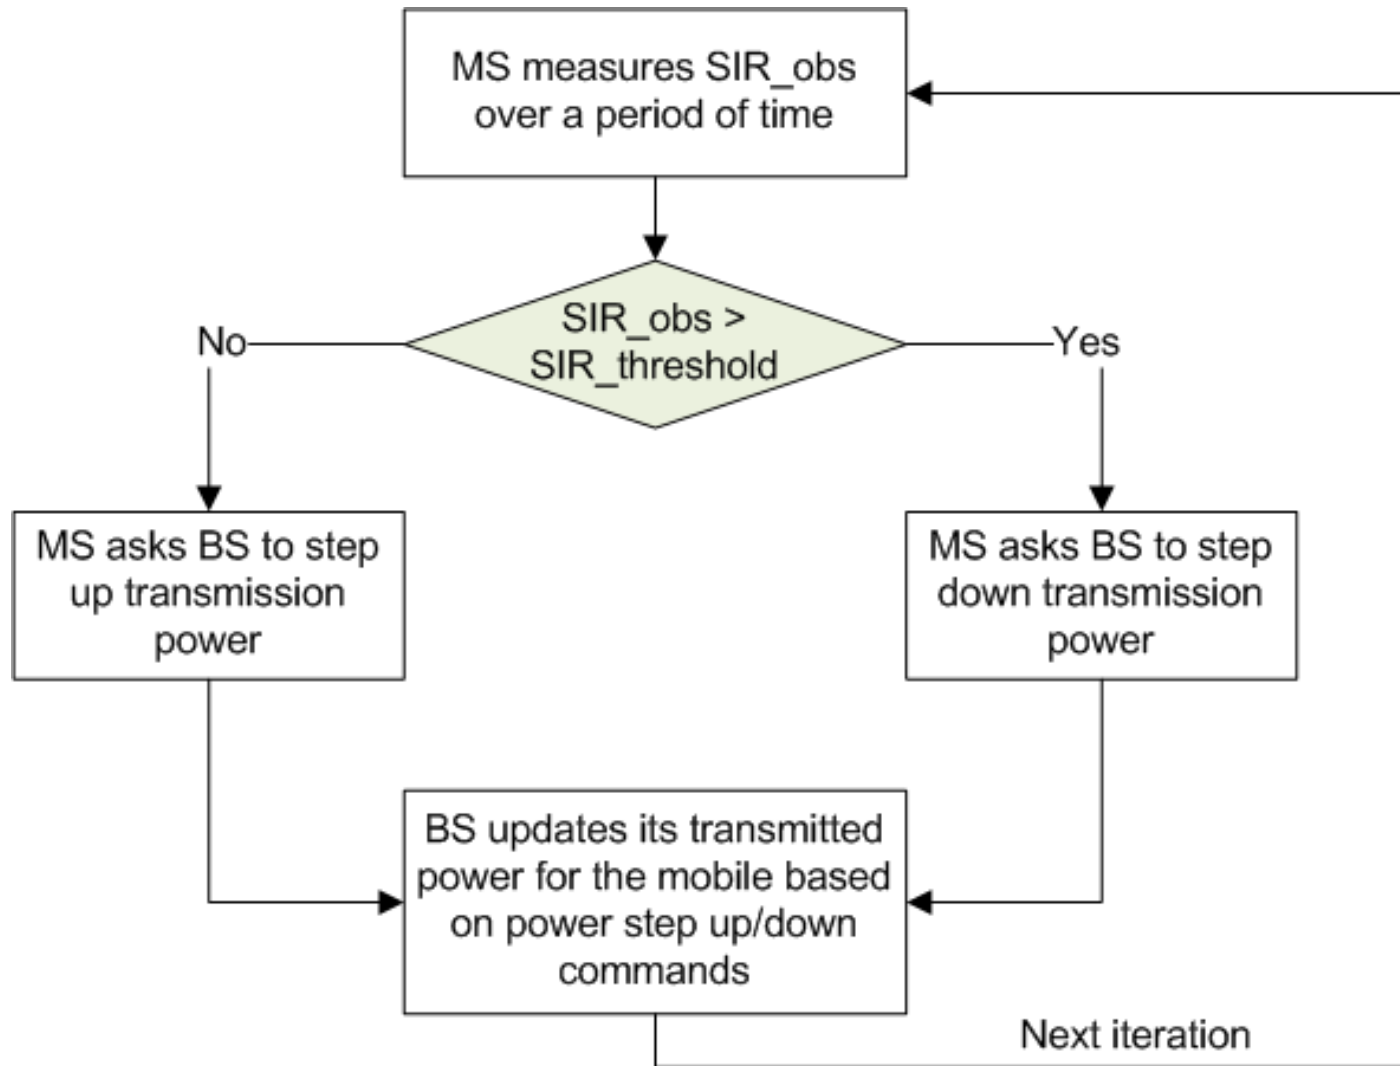 MS measures SIR_obs
over a period of time
SIR_obs >
SIR_threshold
No
Yes
MS asks BS to step
up transmission
power
MS asks BS to step
down transmission
power
BS updates its transmitted
power for the mobile based
on power step up/down
commands
Next iteration